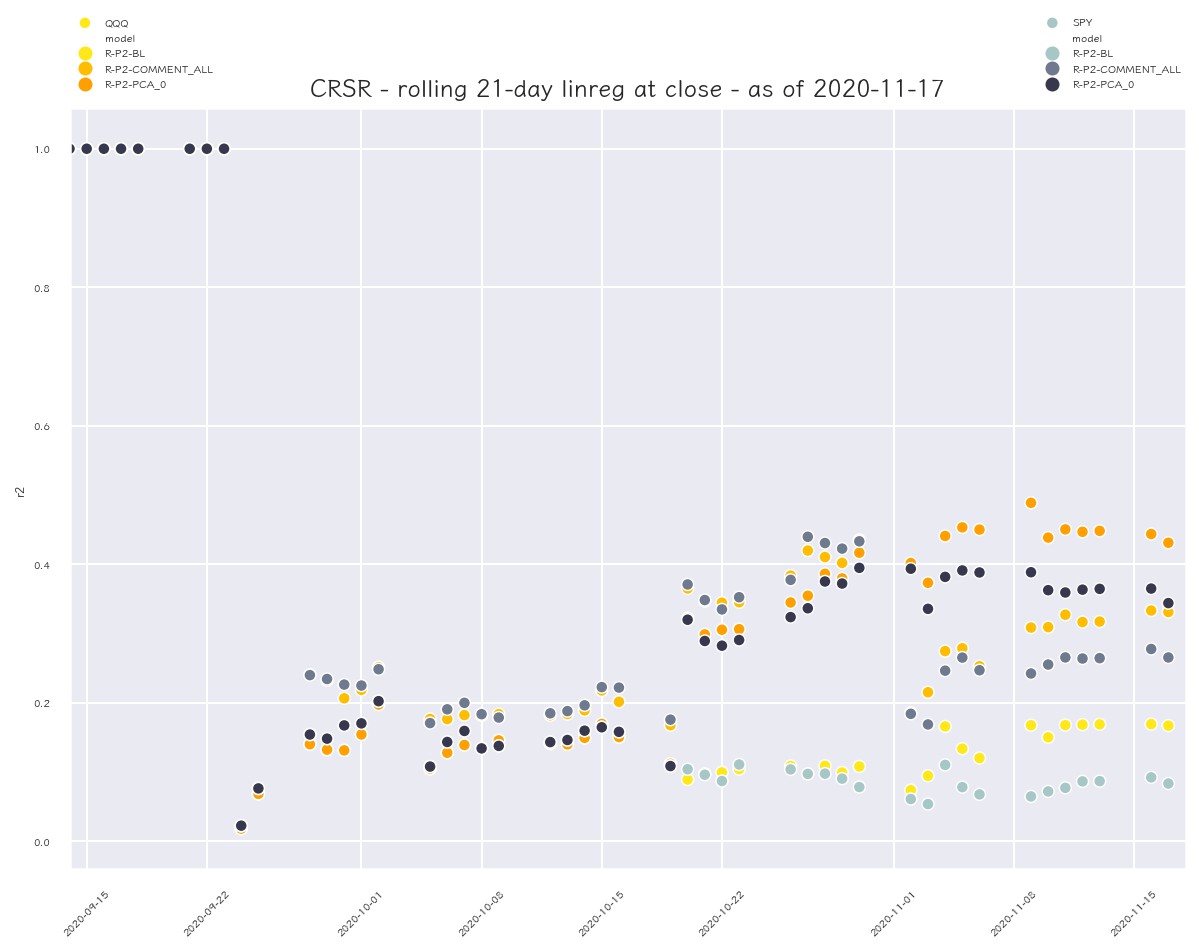 QQQ
model
R-P2-BL
R-P2-COMMENT_ALL
R-P2-PCA_0
SPY
model
R-P2-BL
R-P2-COMMENT_ALL
R-P2-PCA_0
CRSR - rolling 21-day linreg at close - as of 2020-11-17
1.0
0.8
0.6
0.4
0.2
0.0
r2
2020-09-15
2020-09-22
2020-10-01
2020-10-08
2020-10-15
2020-10-22
2020-11-01
2020-11-08
2020-11-15